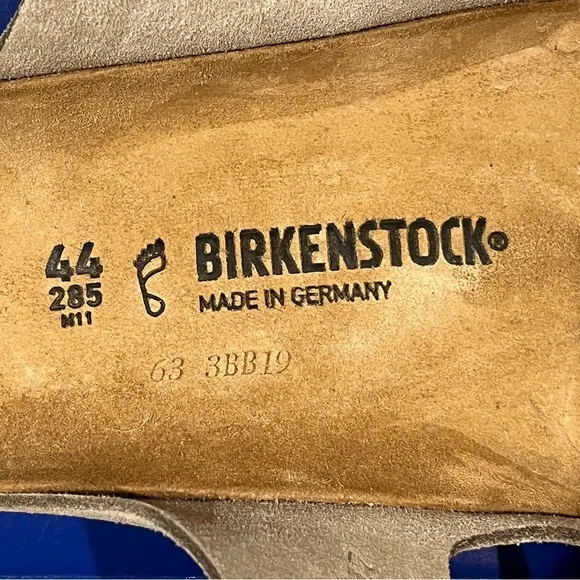 44
285
M11
BIRKENSTOCK®
MADE IN GERMANY
63 3BB19